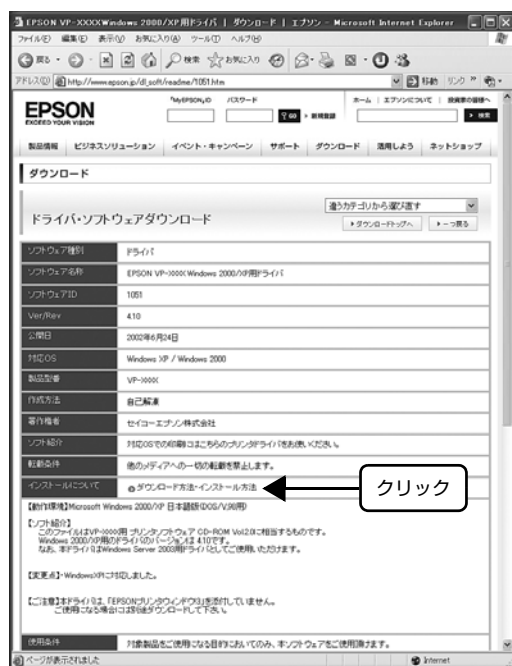 EPSON VP-XXXXWindows 2000/XP用ドライバ | ダウンロード | エプソン - Microsoft Internet Explorer
ファイル(F) 編集(E) 表示(V) お気に入り(A) ツール(T) ヘルプ(H)
戻る 検索 お気に入り
アドレス(D) http://www.epson.jp/dl_soft/readme/1051.htm 移動 リンク
EPSON
EXCEED YOUR VISION
「MyEPSON」ID パスワード GO 新規登録
ホーム | エプソンについて | 投資家の皆様へ
検索
製品情報 ビジネスソリューション イベント・キャンペーン サポート ダウンロード 活用しよう ネットショップ
ダウンロード
ドライバ・ソフトウェアダウンロード
違うカテゴリから選び直す
ダウンロードトップへ 一つ戻る
ソフトウェア種別 ドライバ
ソフトウェア名称 EPSON VP-XXXX Windows 2000/XP用ドライバ
ソフトウェアID 1051
Ver/Rev 4.10
公開日 2002年6月24日
対応OS Windows XP / Windows 2000
製品型番 VP-XXXX
作成方法 自己解凍
著作権者 セイコーエプソン株式会社
ソフト紹介 対応OSでの印刷にはこちらのプリンタドライバをお使いください。
転載条件 他のメディアへの一切の転載を禁止します。
インストールについて ダウンロード方法・インストール方法
クリック
【動作環境】Microsoft Windows 2000/XP 日本語版(DOS/V,98用)
【ソフト紹介】
このファイルはVP-XXXX用 プリンタソフトウェア CD-ROM Vol2.0に相当するものです。
Windows 2000/XP用のドライバのバージョンは 4.10です。
なお、本ドライバはWindows Server 2003用ドライバとしてご使用いただけます。
【変更点】・WindowsXPに対応しました。
【ご注意】本ドライバは、「EPSONプリンタウィンドウ!3」を添付していません。
ご使用になる場合には別途ダウンロードして下さい。
使用条件 対象製品をご使用になる目的においてのみ、本ソフトウェアをご使用頂けます。
ページが表示されました
Internet